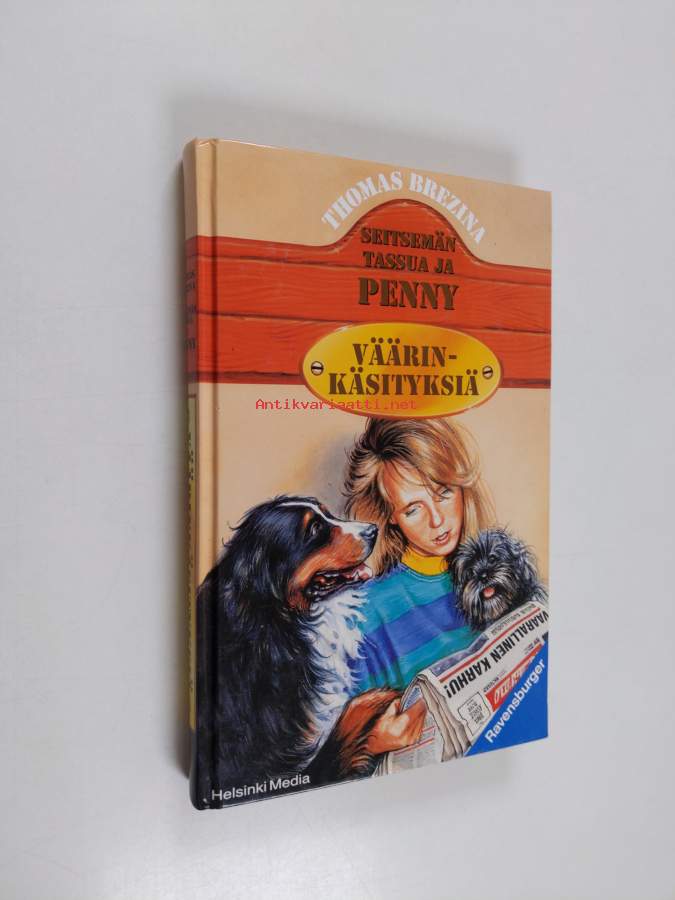 THOMAS BREZINA
SEITSEMÄN
TASSUA JA
PENNY
VÄÄRIN-
KÄSITYKSIÄ
Antikvariaatti.net
VAARALLINEN KARHU!
Ravensburger
Helsinki Media